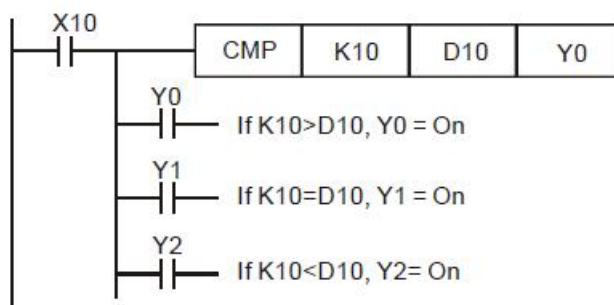 X10
CMP K10 D10 Y0
Y0
If K10>D10, Y0 = On
Y1
If K10=D10, Y1 = On
Y2
If K10<D10, Y2= On